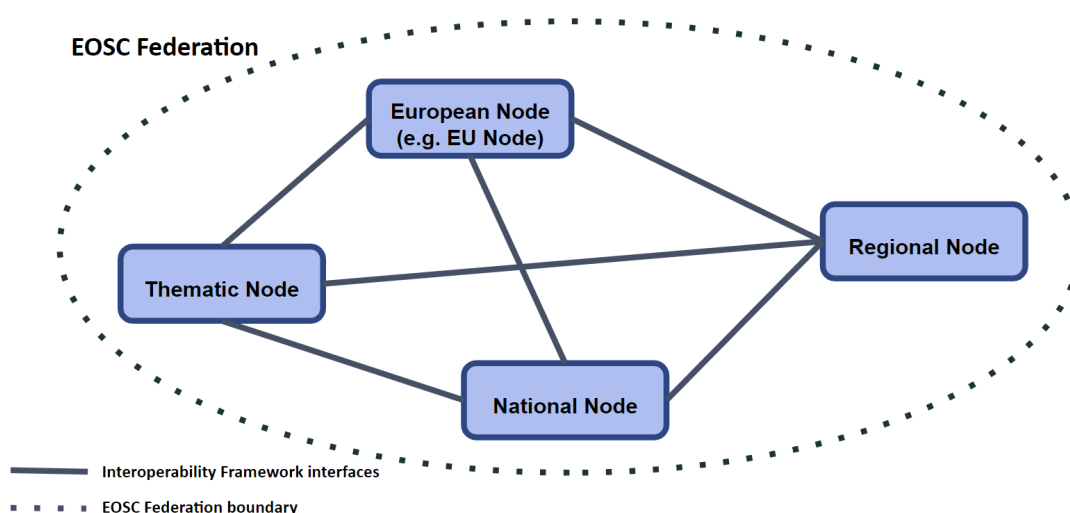 EOSC Federation
European Node
(e.g. EU Node)
Regional Node
Thematic Node
National Node
Interoperability Framework interfaces
EOSC Federation boundary